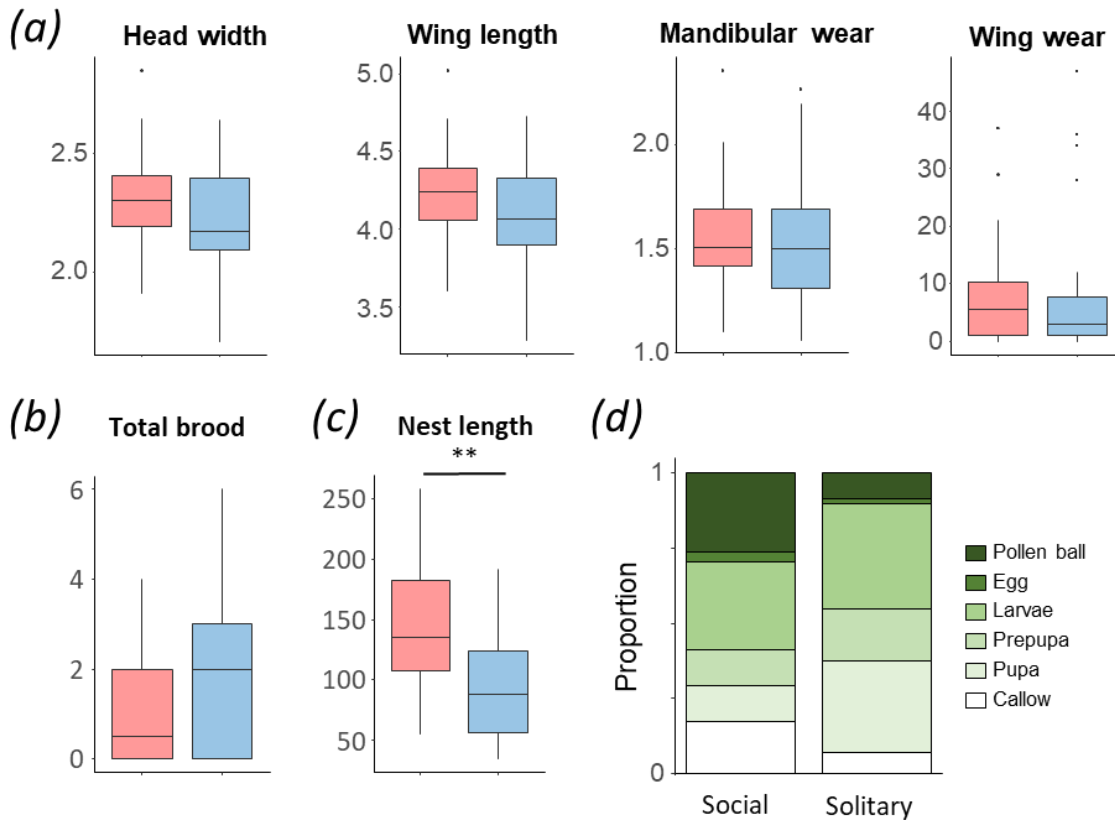 (a)
Head width
Wing length
Mandibular wear
Wing wear
2.5
2.0
5.0
4.5
4.0
3.5
2.0
1.5
1.0
40
30
20
10
0
(b)
Total brood
6
4
2
0
(c)
Nest length
**
250
200
150
100
50
(d)
1
0
Proportion
Social
Solitary
Pollen ball
Egg
Larvae
Prepupa
Pupa
Callow